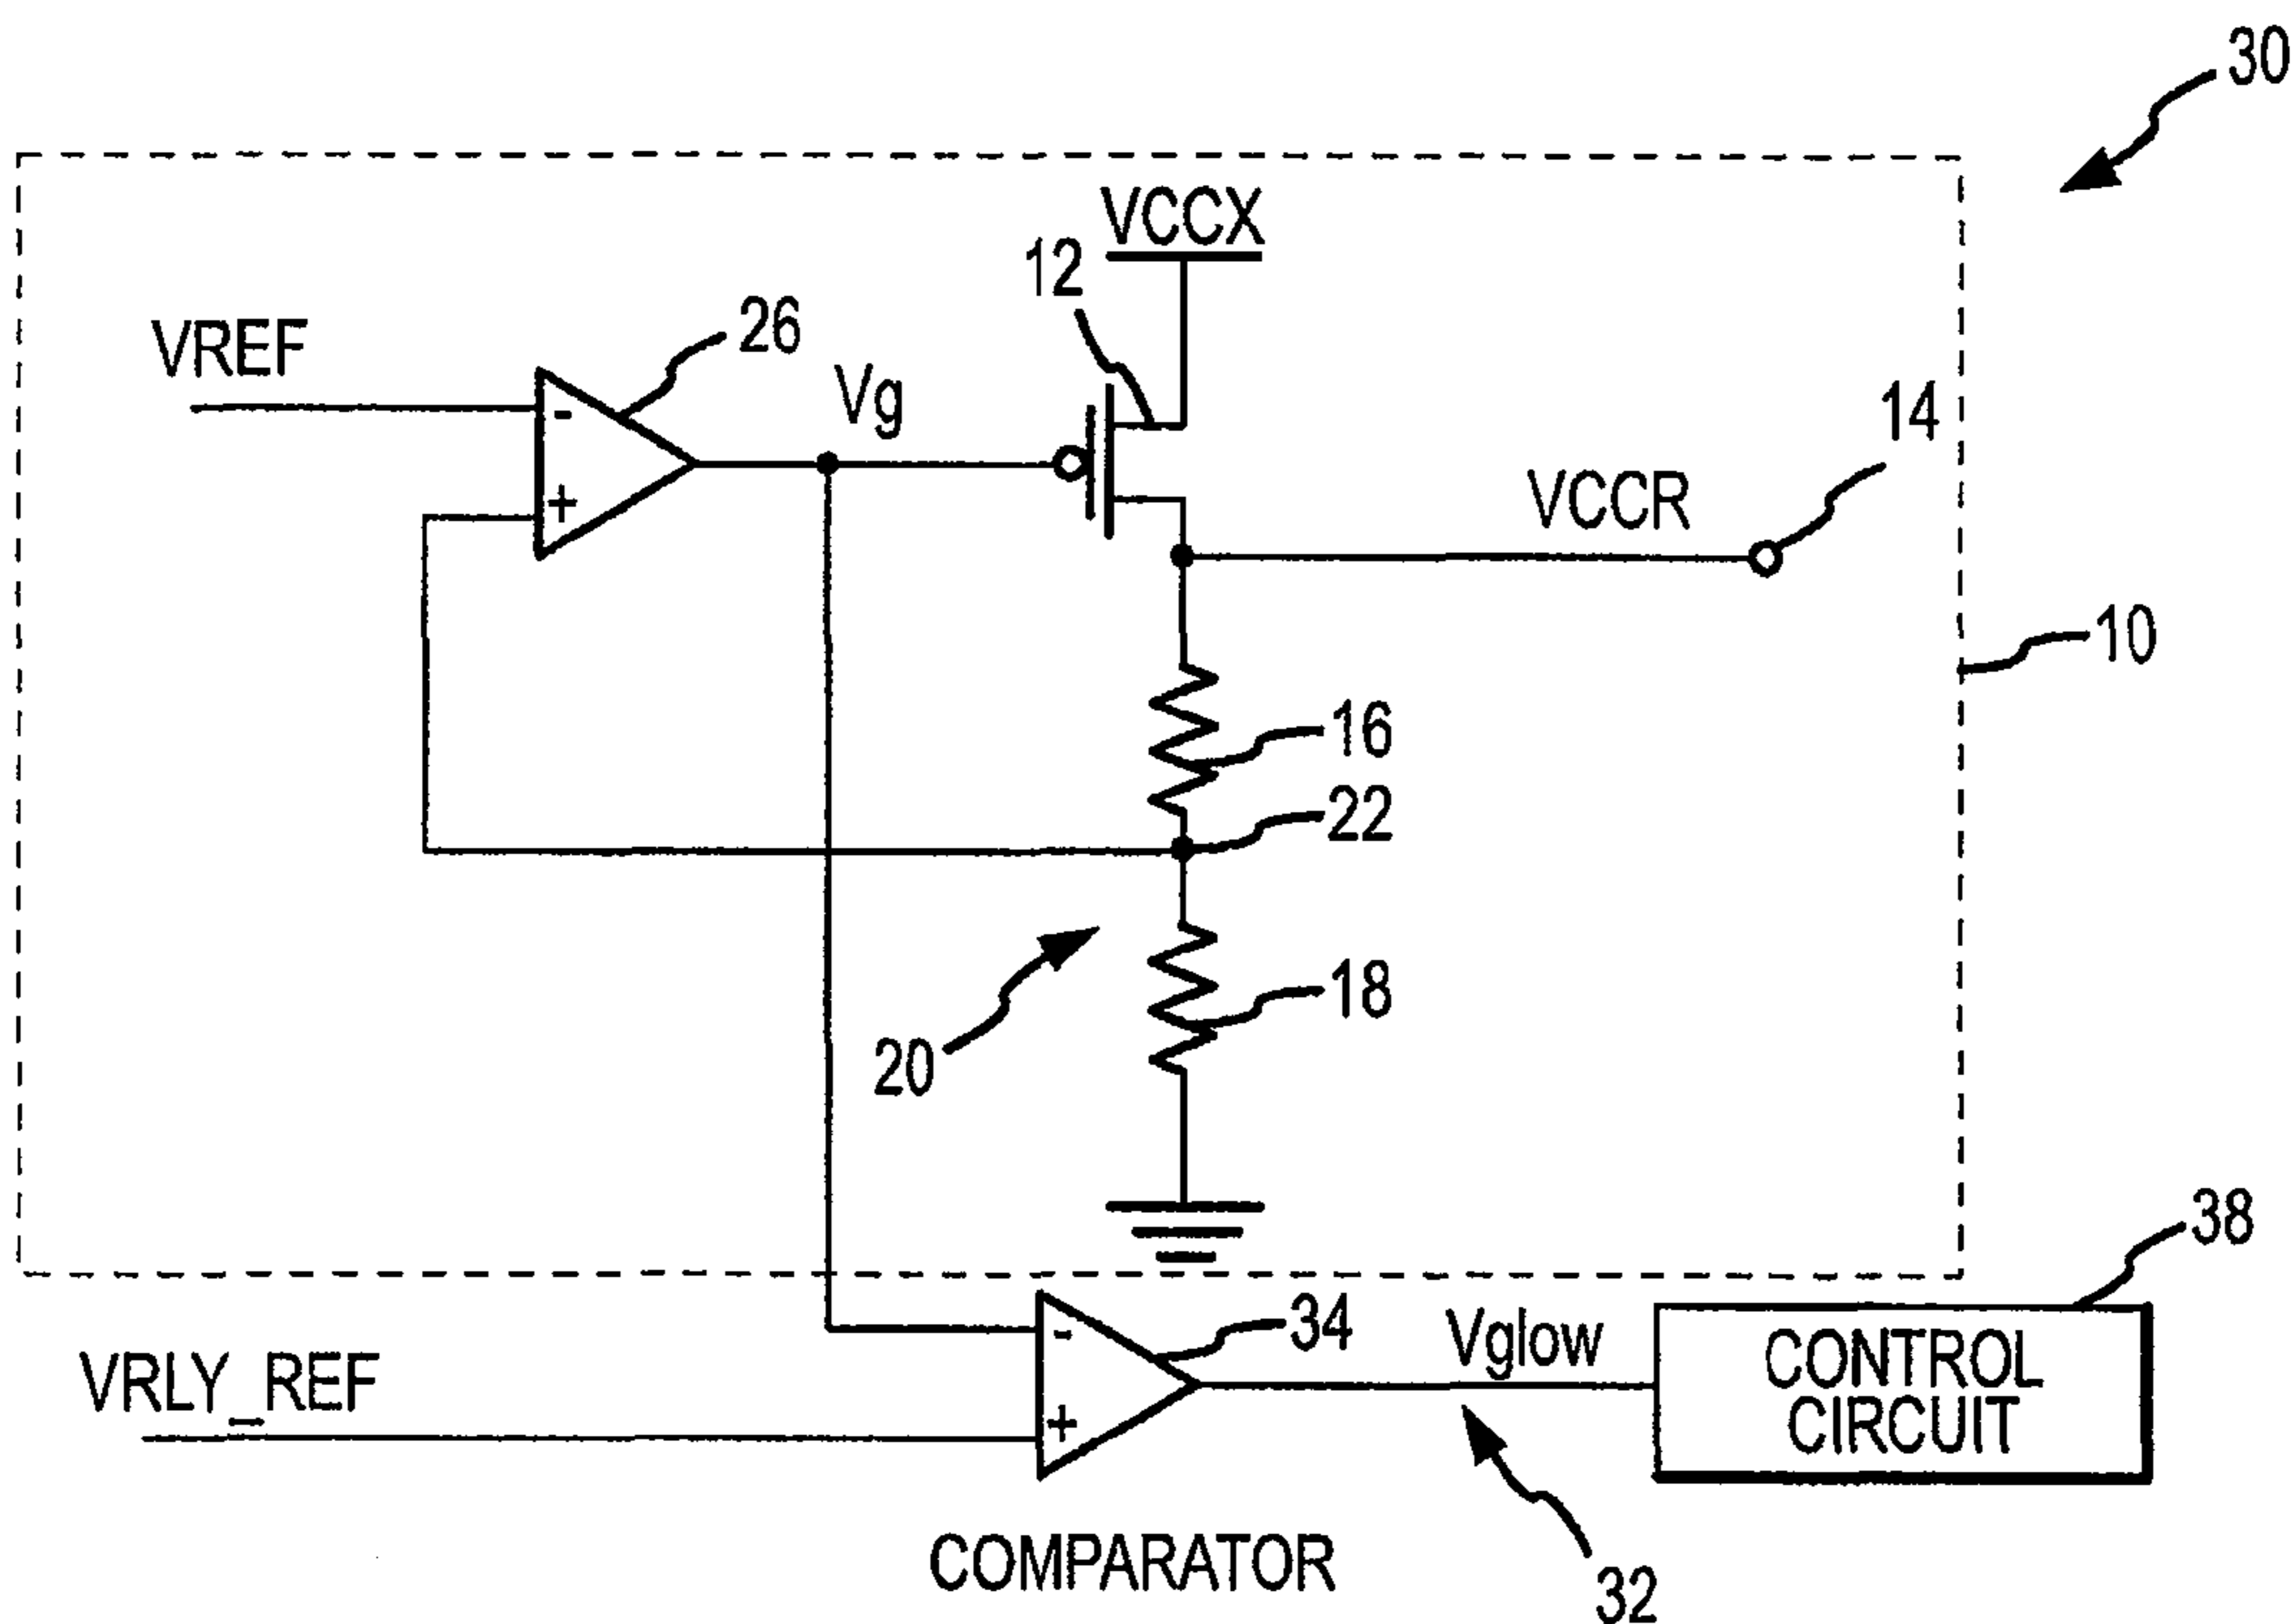 30
VCCX
12
VREF
26
Vg
14
VCCR
10
-
+
16
22
18
20
38
34
-
+
Vglow
CONTROL
CIRCUIT
VRLY_REF
COMPARATOR
32